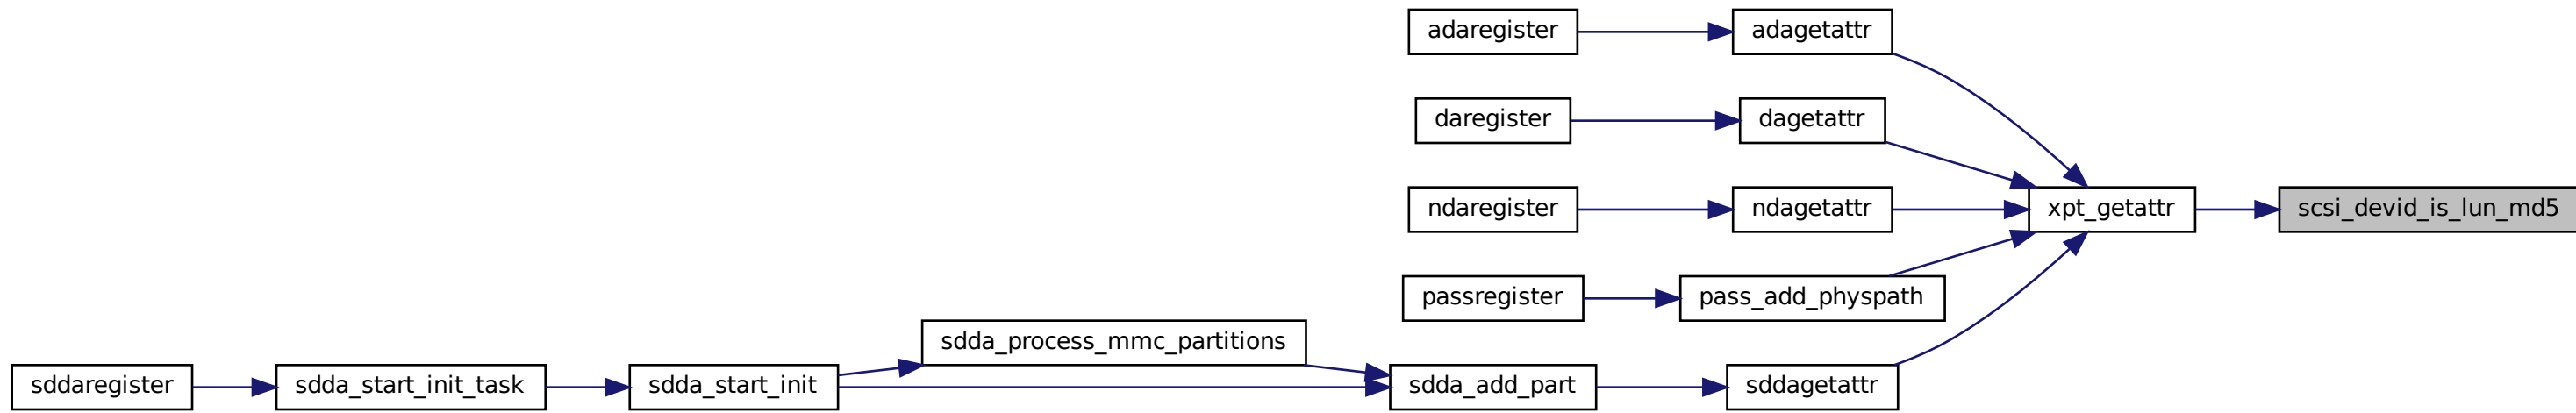 adaregister
adagetattr
daregister
dagetattr
ndaregister
ndagetattr
xpt_getattr
scsi_devid_is_lun_md5
passregister
pass_add_physpath
sdda_process_mmc_partitions
sddaregister
sdda_start_init_task
sdda_start_init
sdda_add_part
sddagetattr